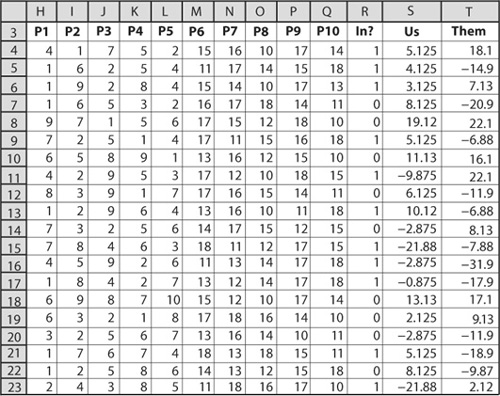 H I J K L M N O P Q R S T
3 P1 P2 P3 P4 P5 P6 P7 P8 P9 P10 In? Us Them
4 4 1 7 5 2 15 16 10 17 14 1 5.125 18.1
5 1 6 2 5 4 11 17 14 15 18 1 4.125 −14.9
6 1 9 2 8 4 15 14 10 17 13 1 3.125 7.13
7 1 6 5 3 2 16 17 18 14 11 0 8.125 −20.9
8 9 7 1 5 6 17 15 12 18 10 0 19.12 22.1
9 7 2 5 1 4 17 11 15 16 18 1 5.125 −6.88
10 6 5 8 9 1 13 16 12 15 10 0 11.13 16.1
11 4 2 9 5 3 17 12 10 18 15 1 −9.875 22.1
12 8 3 9 1 7 17 16 15 14 11 0 6.125 −11.9
13 1 2 9 6 4 13 16 10 11 18 1 10.12 −6.88
14 7 3 2 5 6 14 17 15 12 15 0 −2.875 8.13
15 7 8 4 6 3 18 11 12 17 15 1 −21.88 −7.88
16 4 5 9 2 6 11 13 14 17 18 1 −2.875 −31.9
17 1 8 4 2 7 13 12 14 17 18 1 −0.875 −17.9
18 6 9 8 7 10 15 12 10 17 14 0 13.13 17.1
19 6 3 2 1 8 17 18 16 14 10 0 2.125 9.13
20 3 2 5 6 7 13 16 14 10 11 0 −2.875 −11.9
21 1 7 6 7 4 18 13 18 15 11 1 5.125 −18.9
22 1 2 5 8 6 14 13 12 15 18 0 8.125 −9.87
23 2 4 3 8 5 11 18 16 17 10 1 −21.88 2.12